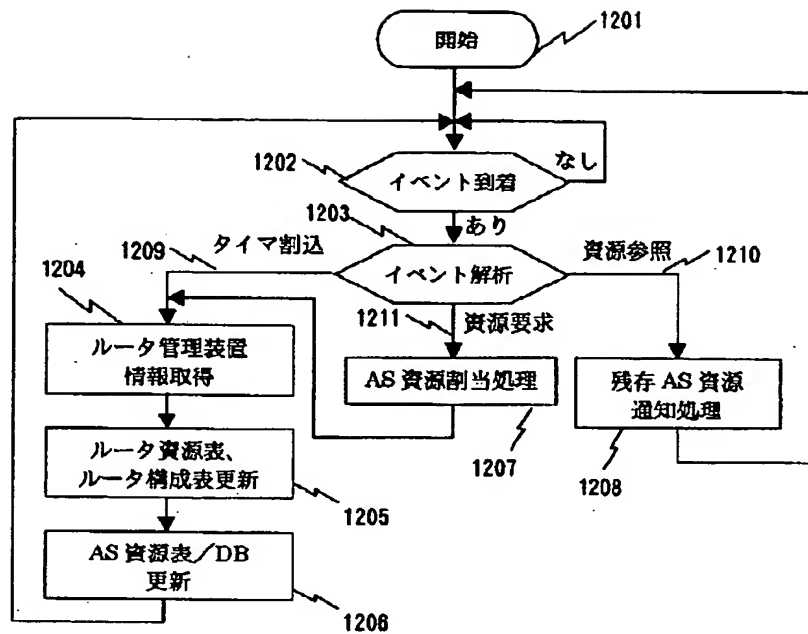 開始
1201
1202
なし
イベント到着
1203
あり
1209
タイマ割込
イベント解析
資源参照
1210
1204
1211
資源要求
ルータ管理装置
情報取得
AS資源割当処理
残存AS資源
通知処理
1207
1208
ルータ資源表、
ルータ構成表更新
1205
AS資源表／DB
更新
1206